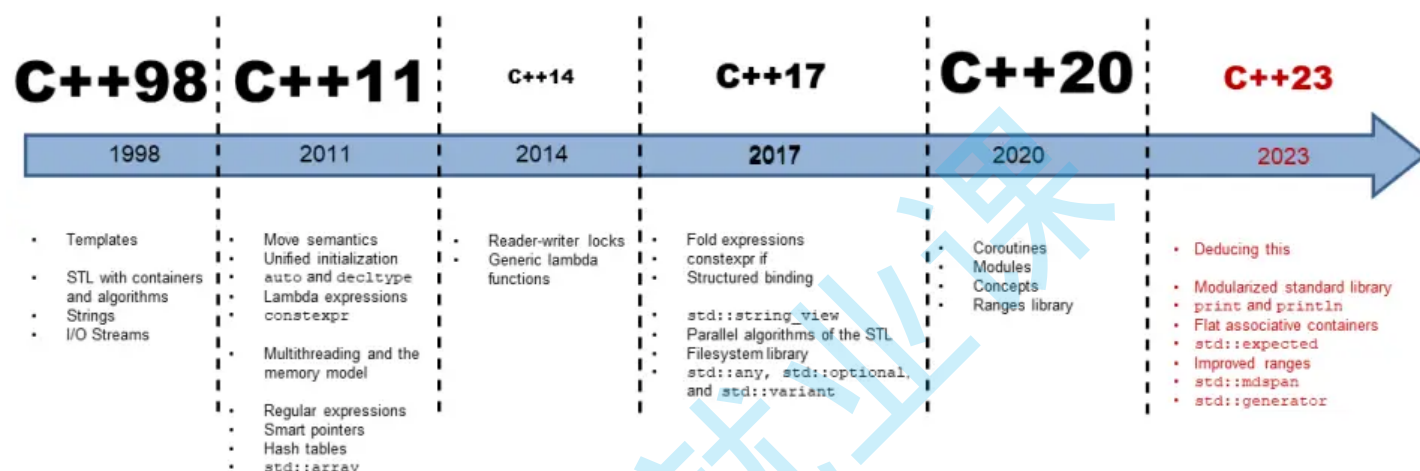 C++98
C++11
C++14
C++17
C++20
C++23
1998
2011
2014
2017
2020
2023
Templates
STL with containers
and algorithms
Strings
I/O Streams
Move semantics
Unified initialization
auto and decltype
Lambda expressions
constexpr
Multithreading and the
memory model
Regular expressions
Smart pointers
Hash tables
std::array
Reader-writer locks
Generic lambda
functions
Fold expressions
constexpr if
Structured binding
std::string_view
Parallel algorithms of the STL
Filesystem library
std::any, std::optional,
and std::variant
Coroutines
Modules
Concepts
Ranges library
Deducing this
Modularized standard library
print and println
Flat associative containers
std::expected
Improved ranges
std::mdspan
std::generator
就业课